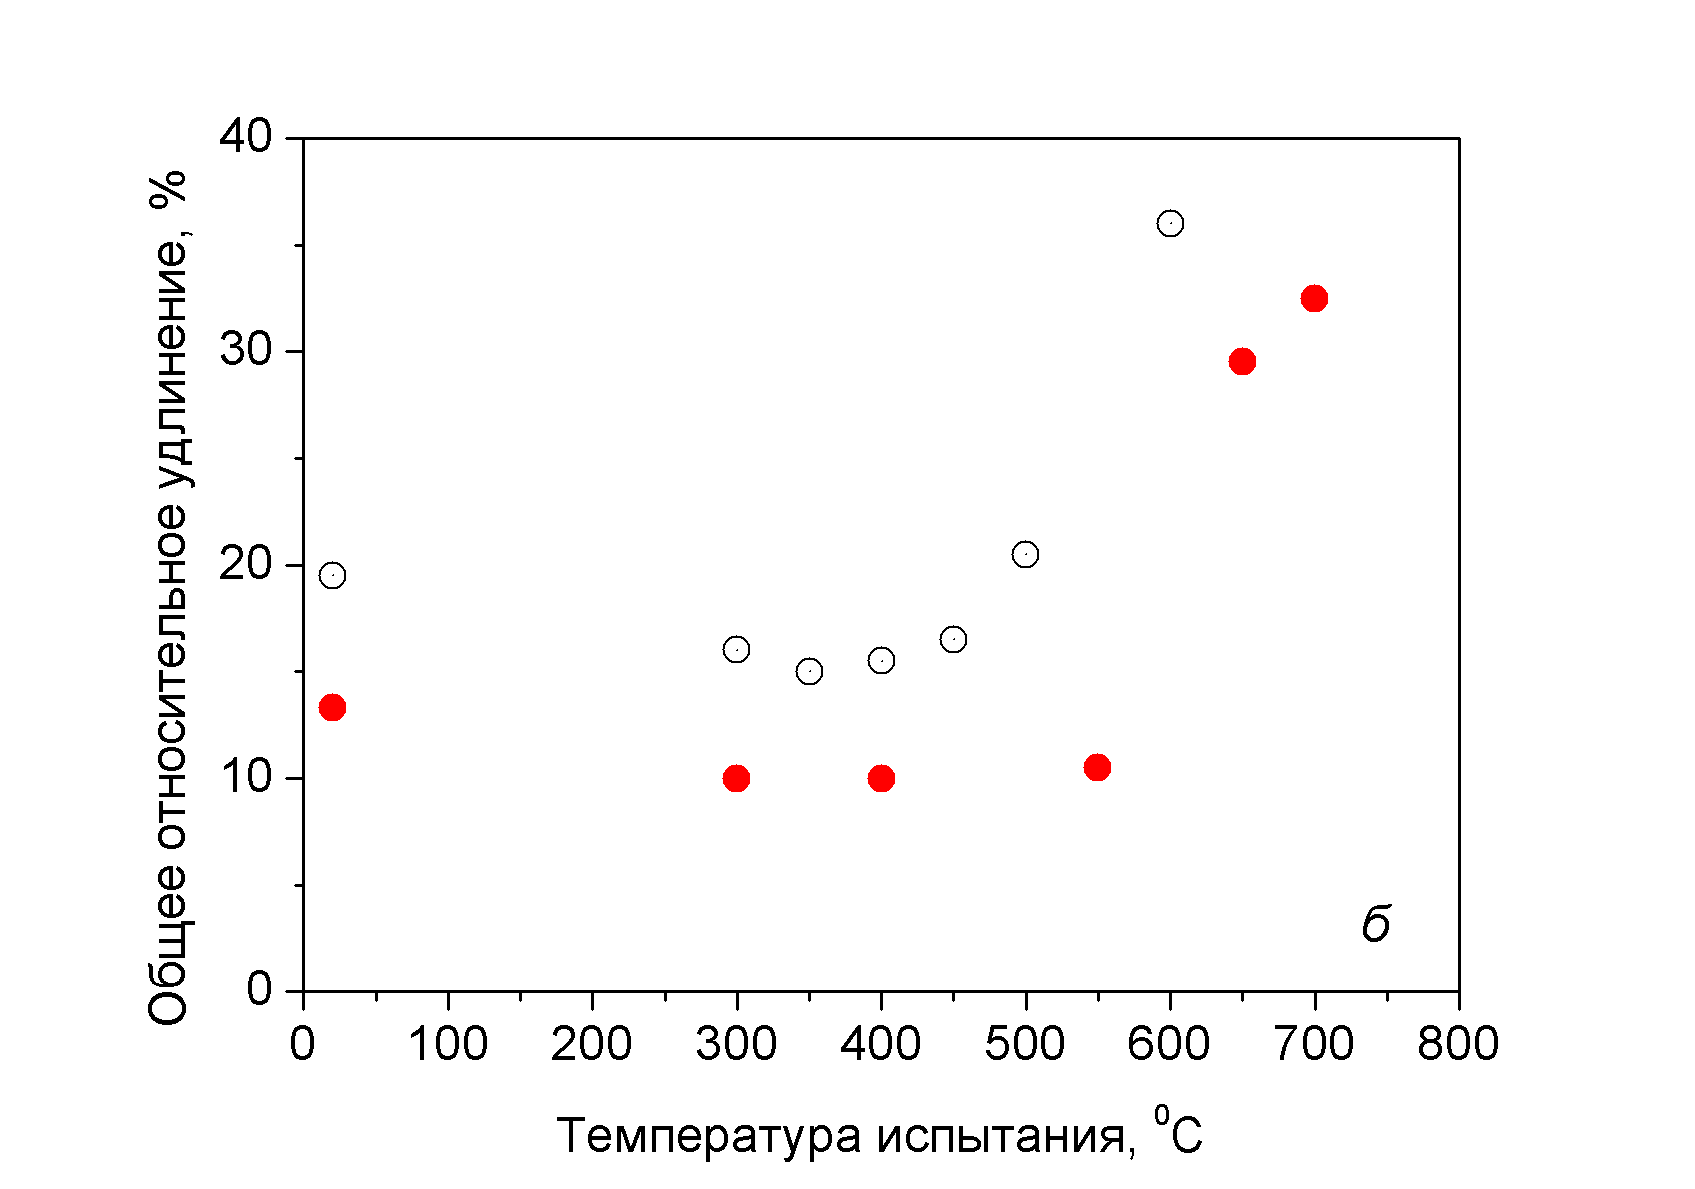 Общее относительное удлинение, %
40
30
20
10
0
б
0 100 200 300 400 500 600 700 800
Температура испытания, ⁰C